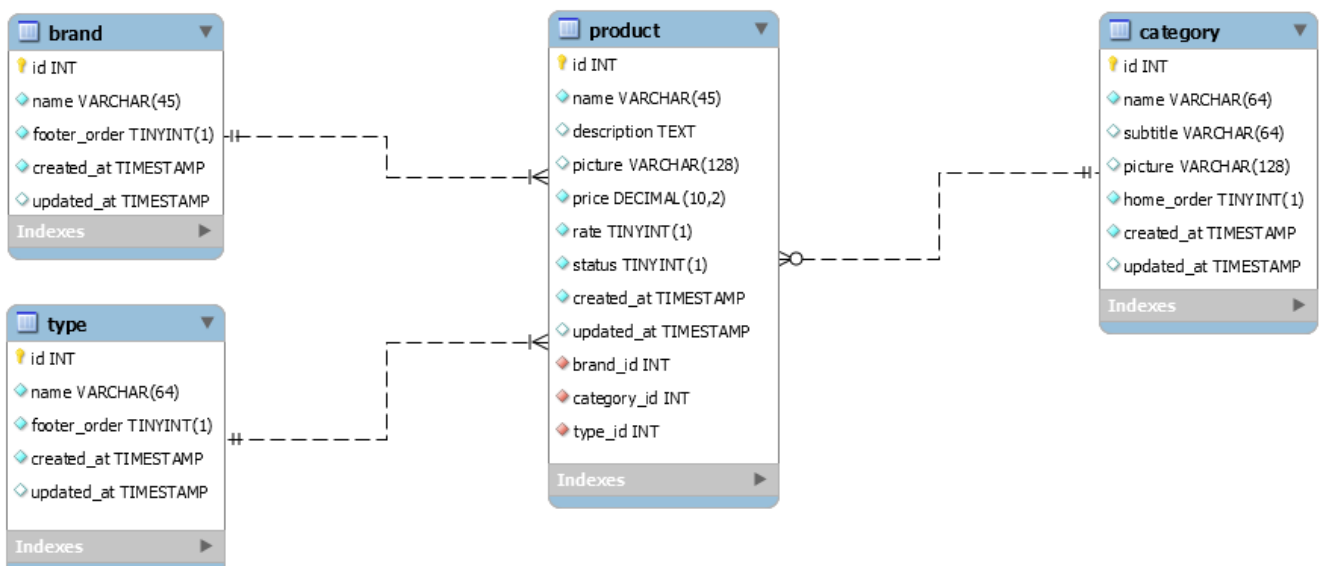 brand
id INT
name VARCHAR(45)
footer_order TINYINT(1)
created_at TIMESTAMP
updated_at TIMESTAMP
Indexes
type
id INT
name VARCHAR(64)
footer_order TINYINT(1)
created_at TIMESTAMP
updated_at TIMESTAMP
Indexes
product
id INT
name VARCHAR(45)
description TEXT
picture VARCHAR(128)
price DECIMAL(10,2)
rate TINYINT(1)
status TINYINT(1)
created_at TIMESTAMP
updated_at TIMESTAMP
brand_id INT
category_id INT
type_id INT
Indexes
category
id INT
name VARCHAR(64)
subtitle VARCHAR(64)
picture VARCHAR(128)
home_order TINYINT(1)
created_at TIMESTAMP
updated_at TIMESTAMP
Indexes